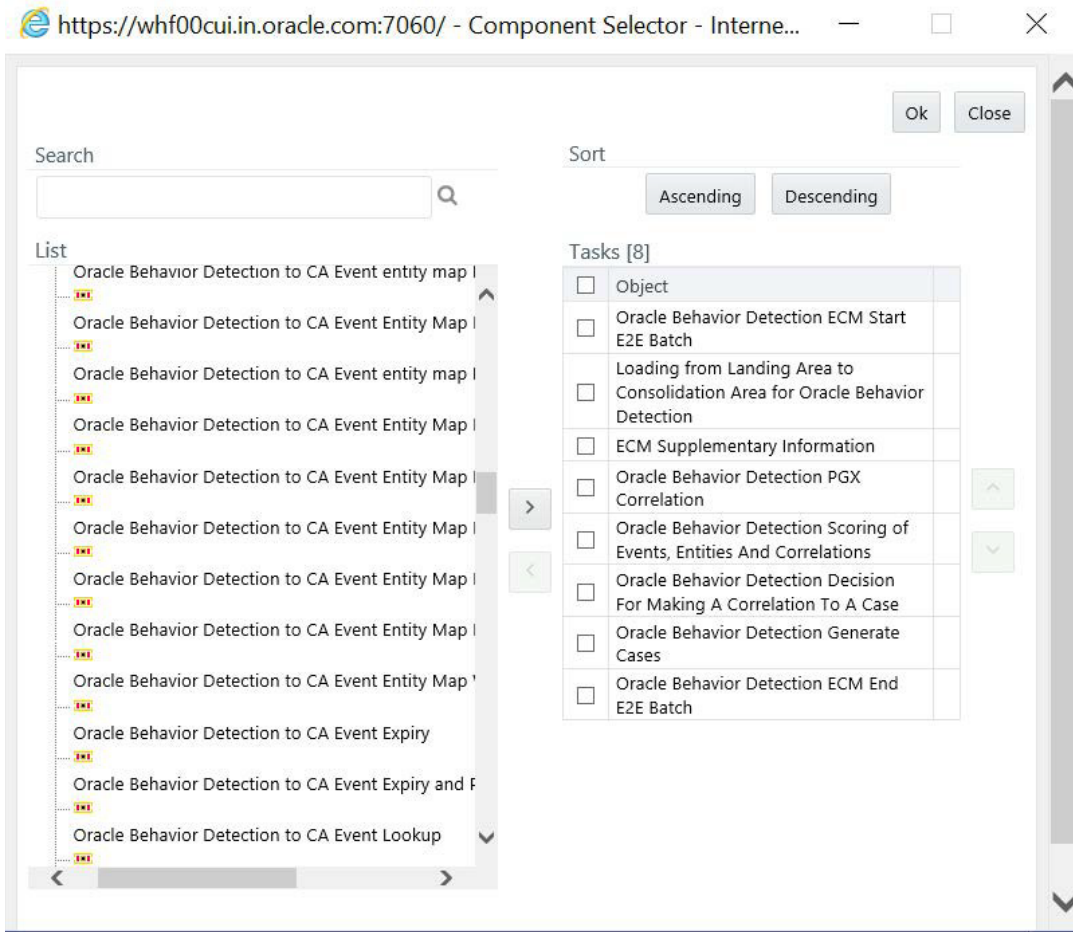 https://whf00cui.in.oracle.com:7060/ - Component Selector - Interne...
Ok
Close
Search
Sort
Ascending
Descending
List
Oracle Behavior Detection to CA Event entity map
Oracle Behavior Detection to CA Event Entity Map
Oracle Behavior Detection to CA Event entity map
Oracle Behavior Detection to CA Event Entity Map
Oracle Behavior Detection to CA Event Entity Map
Oracle Behavior Detection to CA Event Entity Map
Oracle Behavior Detection to CA Event Entity Map
Oracle Behavior Detection to CA Event Entity Map
Oracle Behavior Detection to CA Event Entity Map
Oracle Behavior Detection to CA Event Expiry
Oracle Behavior Detection to CA Event Expiry and
Oracle Behavior Detection to CA Event Lookup
Tasks [8]
Object
Oracle Behavior Detection ECM Start
E2E Batch
Loading from Landing Area to
Consolidation Area for Oracle Behavior
Detection
ECM Supplementary Information
Oracle Behavior Detection PGX
Correlation
Oracle Behavior Detection Scoring of
Events, Entities And Correlations
Oracle Behavior Detection Decision
For Making A Correlation To A Case
Oracle Behavior Detection Generate
Cases
Oracle Behavior Detection ECM End
E2E Batch